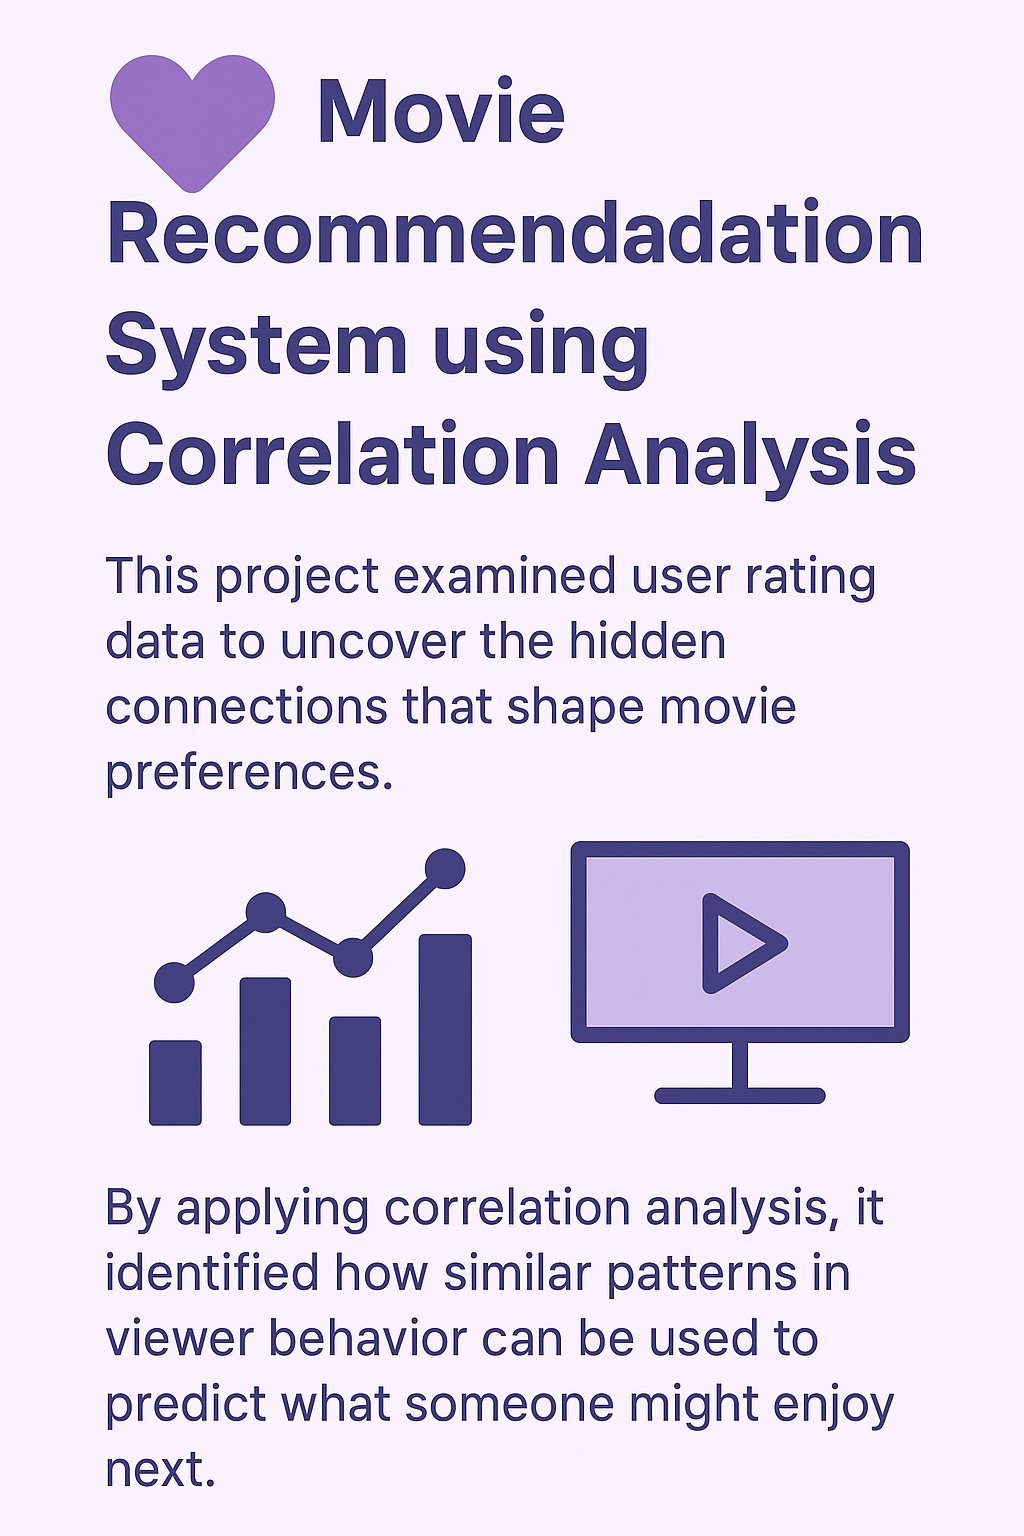 Movie
Recommendadation
System using
Correlation Analysis
This project examined user rating
data to uncover the hidden
connections that shape movie
preferences.
By applying correlation analysis, it
identified how similar patterns in
viewer behavior can be used to
predict what someone might enjoy
next.